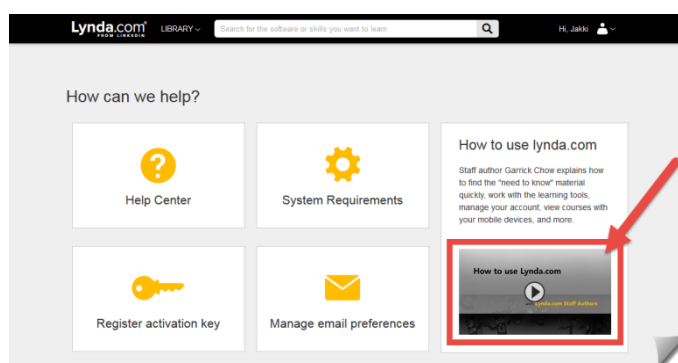 Lynda.com LIBRARY Search for the software or skills you want to learn Hi, Jakki
FROM LINKEDIN
How can we help?
Help Center
System Requirements
How to use lynda.com
Staff author Garrick Chow explains how
to find the "need to know" material
quickly, work with the learning tools,
manage your account, view courses with
your mobile devices, and more.
How to use Lynda.com
with lynda.com Staff Authors
Register activation key
Manage email preferences